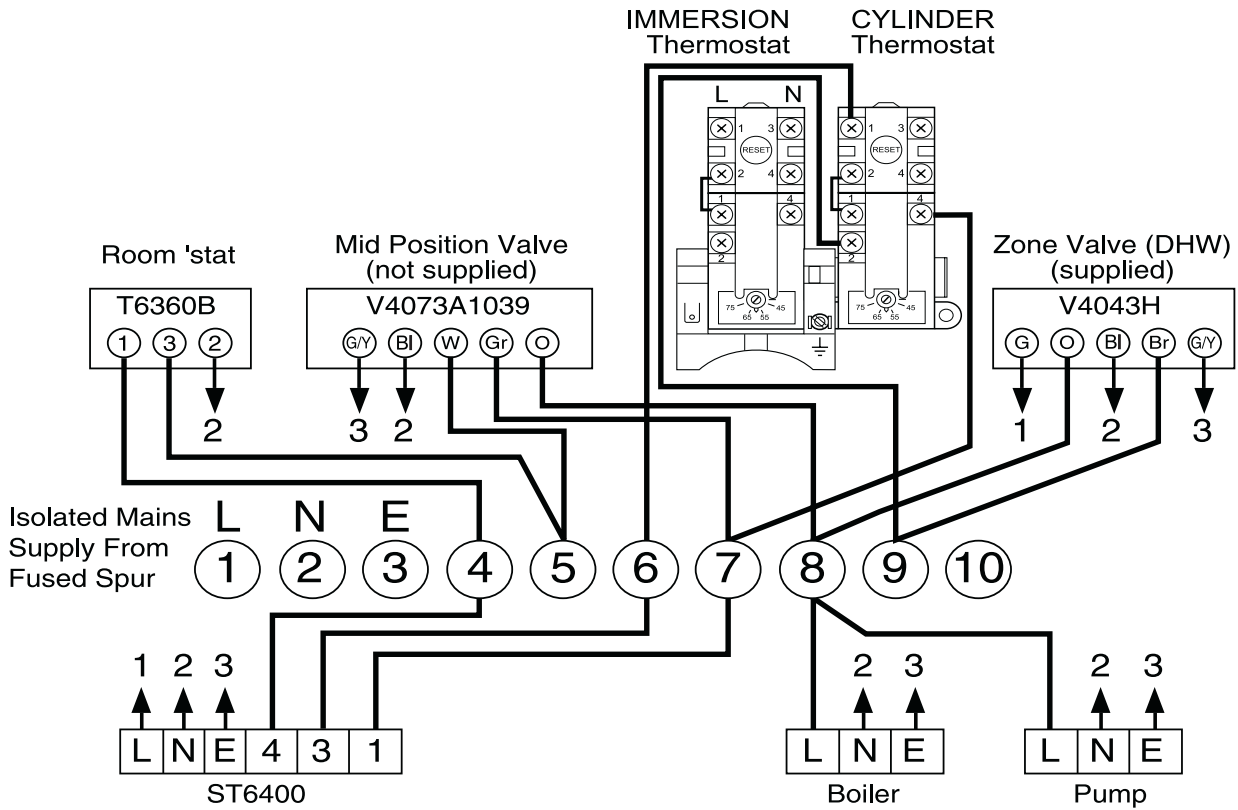 IMMERSION
Thermostat
CYLINDER
Thermostat
L N
1 3
RESET
2 4
1 4
2
75 45
65 55
1 3
RESET
2 4
1 4
2
75 45
65 55
Room 'stat
T6360B
1 3 2
2
Mid Position Valve
(not supplied)
V4073A1039
G/Y Bl W Gr O
3 2
Zone Valve (DHW)
(supplied)
V4043H
G O Bl Br G/Y
1 2 3
Isolated Mains
Supply From
Fused Spur
L N E
1 2 3 4 5 6 7 8 9 10
1 2 3
L N E 4 3 1
ST6400
2 3
L N E
Boiler
2 3
L N E
Pump